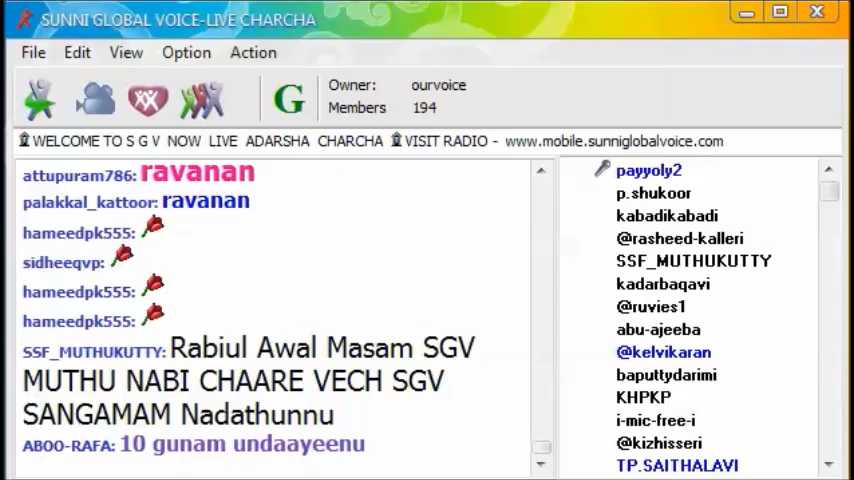 SUNNI GLOBAL VOICE-LIVE CHARCHA
File Edit View Option Action
G
Owner: ourvoice
Members 194
WELCOME TO S G V NOW LIVE ADARSHA CHARCHA VISIT RADIO - www.mobile.sunniglobalvoice.com
attupuram786: ravanan
palakkal_kattoor: ravanan
hameedpk555:
sidheeqvp:
hameedpk555:
hameedpk555:
SSF_MUTHUKUTTY: Rabiul Awal Masam SGV
MUTHU NABI CHAARE VECH SGV
SANGAMAM Nadathunnu
ABOO-RAFA: 10 gunam undaayeenu
payyoly2
p.shukoor
kabadikabadi
@rasheed-kalleri
SSF_MUTHUKUTTY
kadarbaqavi
@ruvies1
abu-ajeeba
@kelvikaran
baputtydarimi
KHPKP
i-mic-free-i
@kizhisseri
TP.SAITHALAVI